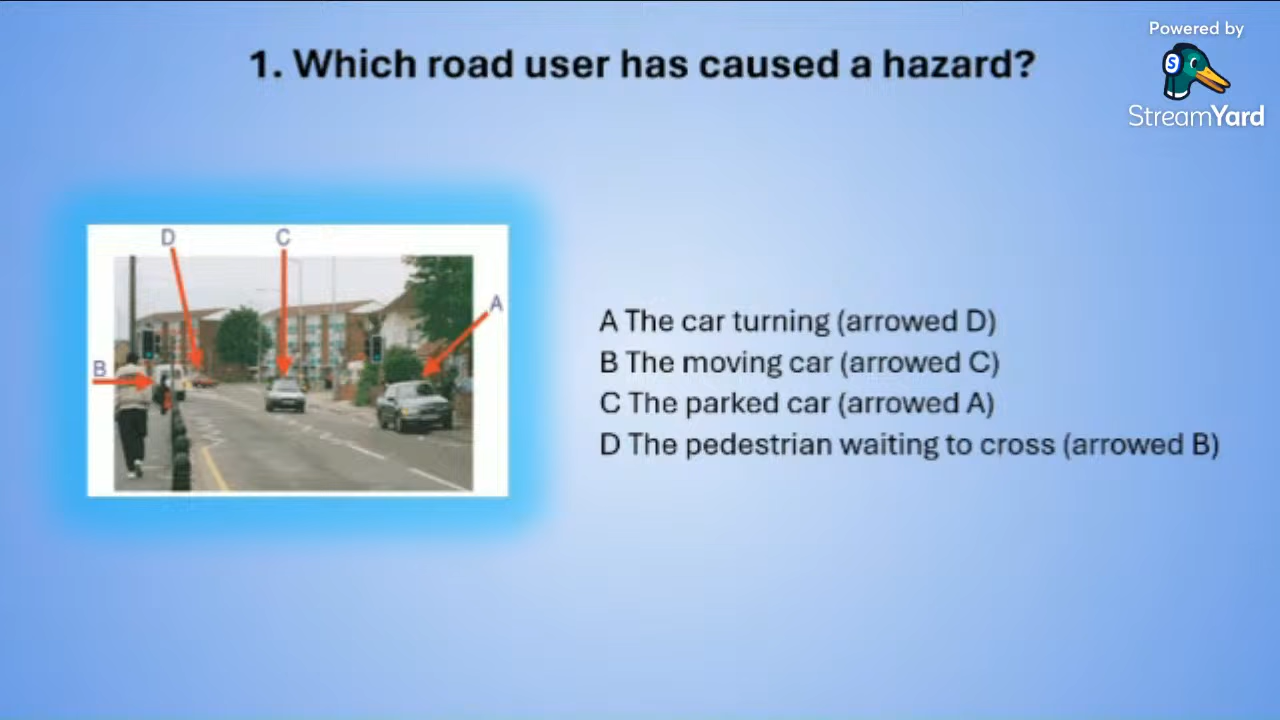 Powered by
S
StreamYard
1. Which road user has caused a hazard?
D
C
A
B
A The car turning (arrowed D)
B The moving car (arrowed C)
C The parked car (arrowed A)
D The pedestrian waiting to cross (arrowed B)